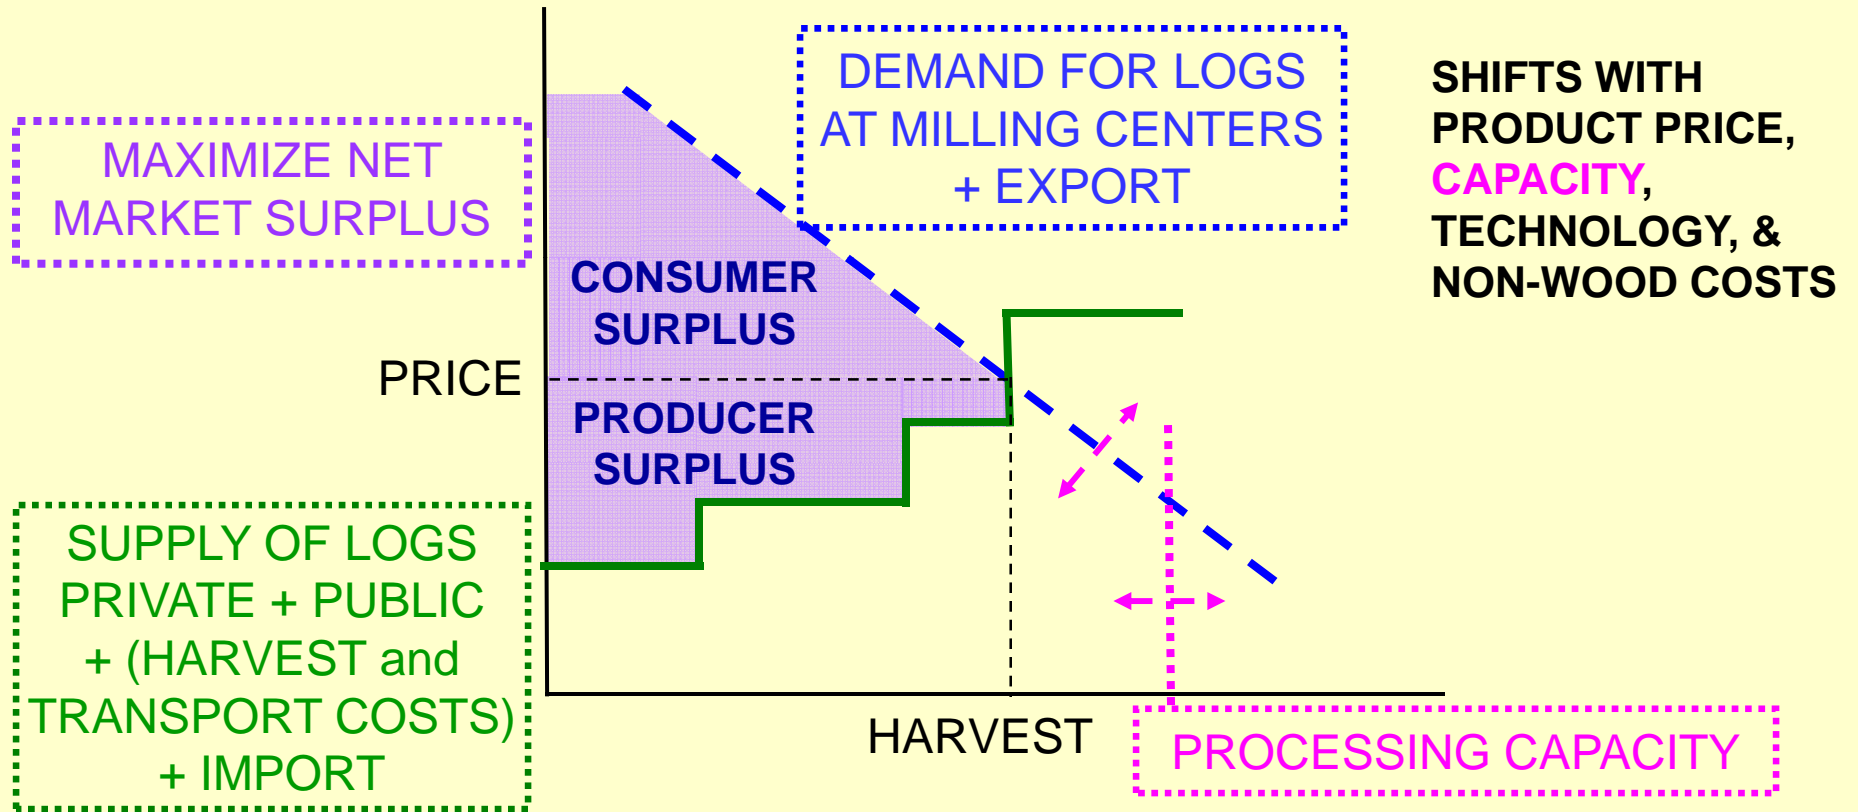 MAXIMIZE NET
MARKET SURPLUS
DEMAND FOR LOGS
AT MILLING CENTERS
+ EXPORT
SHIFTS WITH
PRODUCT PRICE,
CAPACITY,
TECHNOLOGY, &
NON-WOOD COSTS
CONSUMER
SURPLUS
PRICE
PRODUCER
SURPLUS
SUPPLY OF LOGS
PRIVATE + PUBLIC
+ (HARVEST and
TRANSPORT COSTS)
+ IMPORT
HARVEST
PROCESSING CAPACITY